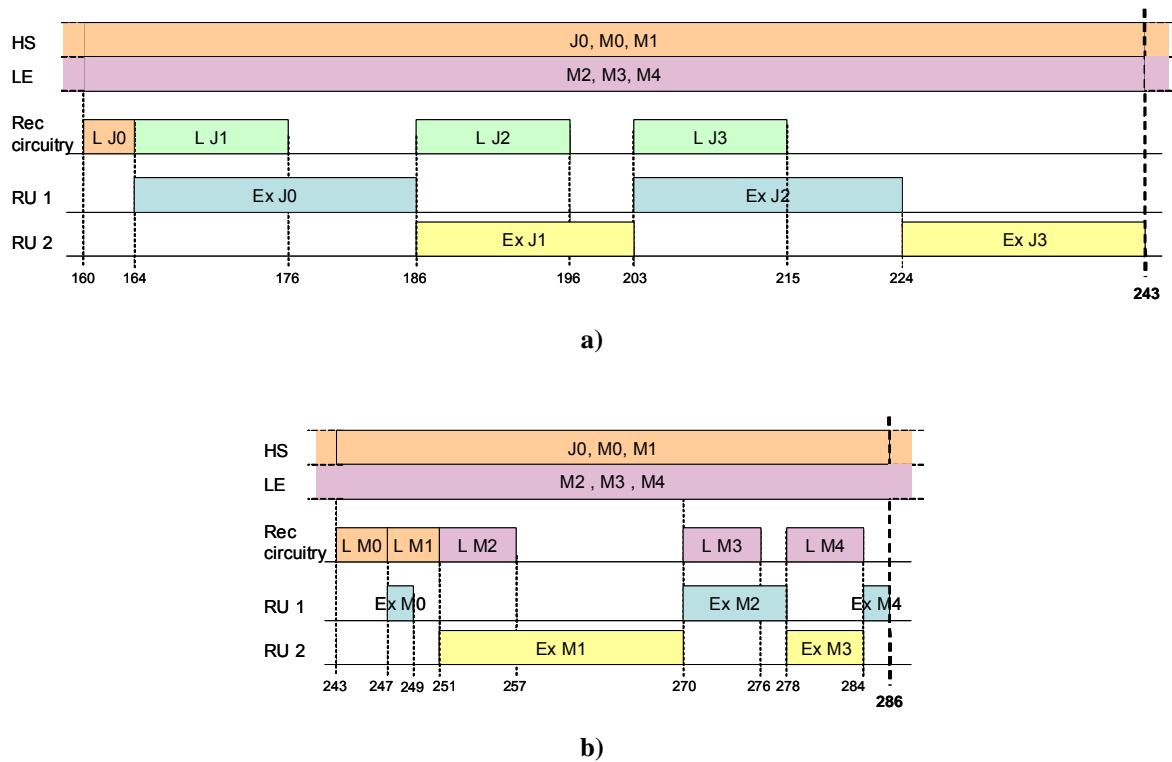 HS
J0, M0, M1
LE
M2, M3, M4
Rec
circuitry
L J0
L J1
L J2
L J3
RU 1
Ex J0
Ex J2
RU 2
Ex J1
Ex J3
160 164 176 186 196 203 215 224 243
a)
HS
J0, M0, M1
LE
M2 , M3 , M4
Rec
circuitry
L M0
L M1
L M2
L M3
L M4
RU 1
Ex M0
Ex M2
Ex M4
RU 2
Ex M1
Ex M3
243 247 249 251 257 270 276 278 284 286
b)